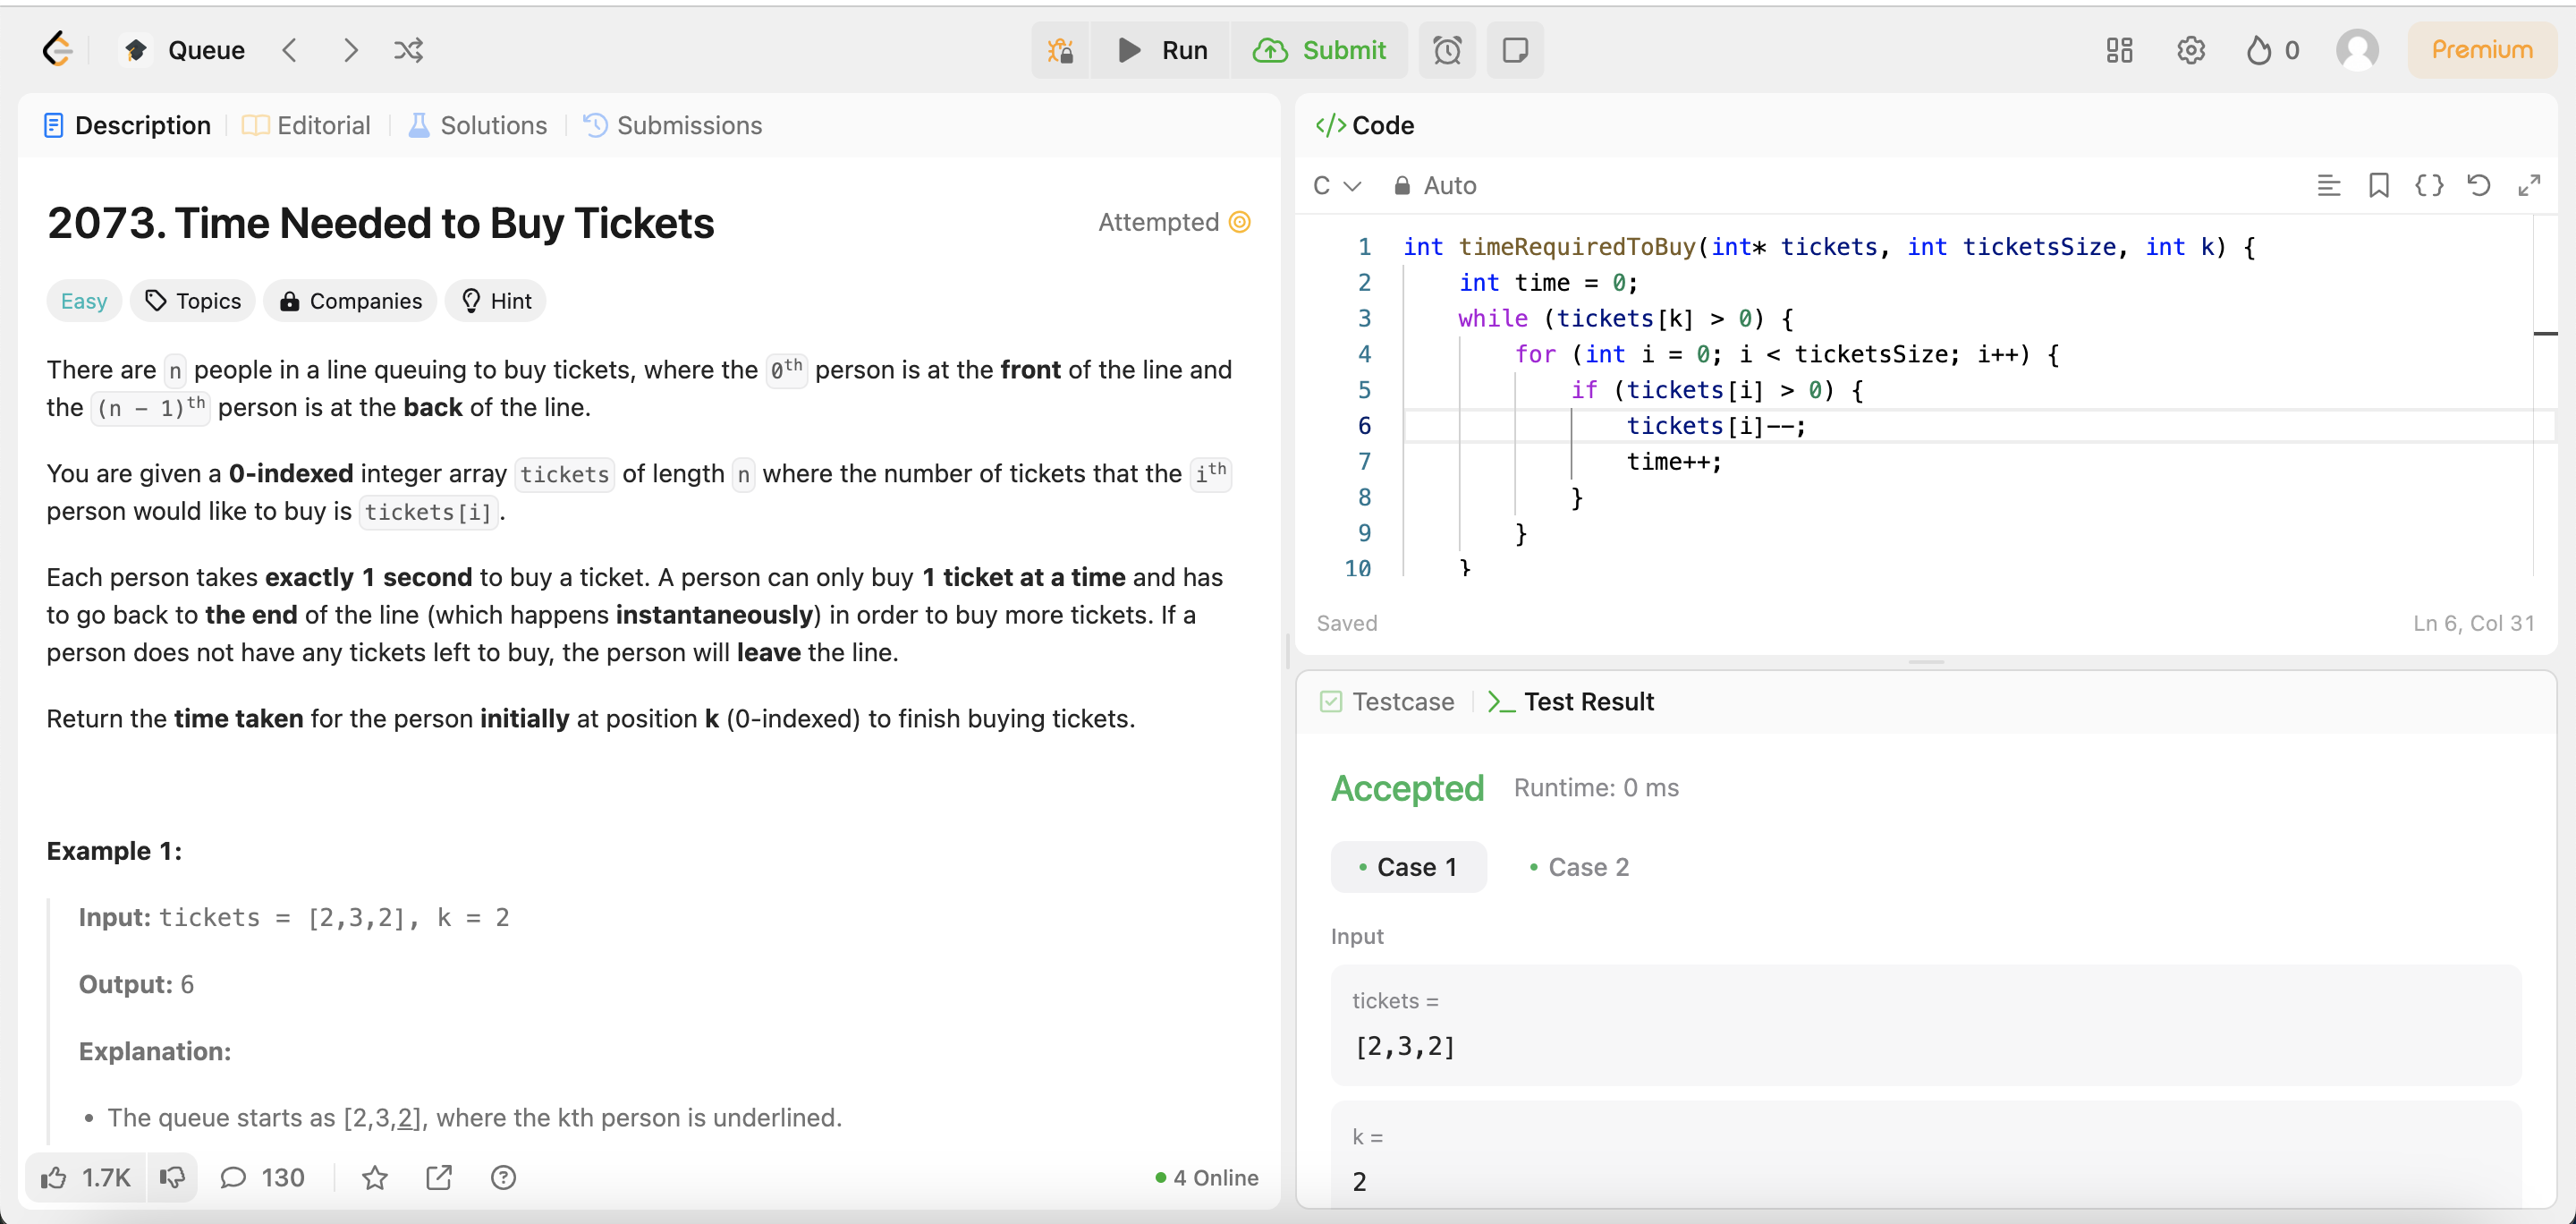 Queue
Run
Submit
0
Premium
Description
Editorial
Solutions
Submissions
2073. Time Needed to Buy Tickets
Attempted
Easy
Topics
Companies
Hint
There are n people in a line queuing to buy tickets, where the 0th person is at the front of the line and
the (n - 1)th person is at the back of the line.
You are given a 0-indexed integer array tickets of length n where the number of tickets that the ith
person would like to buy is tickets[i].
Each person takes exactly 1 second to buy a ticket. A person can only buy 1 ticket at a time and has
to go back to the end of the line (which happens instantaneously) in order to buy more tickets. If a
person does not have any tickets left to buy, the person will leave the line.
Return the time taken for the person initially at position k (0-indexed) to finish buying tickets.
Example 1:
Input: tickets = [2,3,2], k = 2
Output: 6
Explanation:
• The queue starts as [2,3,2], where the kth person is underlined.
1.7K
130
4 Online
</> Code
C
Auto
1 int timeRequiredToBuy(int* tickets, int ticketsSize, int k) {
2 int time = 0;
3 while (tickets[k] > 0) {
4 for (int i = 0; i < ticketsSize; i++) {
5 if (tickets[i] > 0) {
6 tickets[i]--;
7 time++;
8 }
9 }
10 }
Saved
Ln 6, Col 31
Testcase
Test Result
Accepted
Runtime: 0 ms
• Case 1
• Case 2
Input
tickets =
[2,3,2]
k =
2